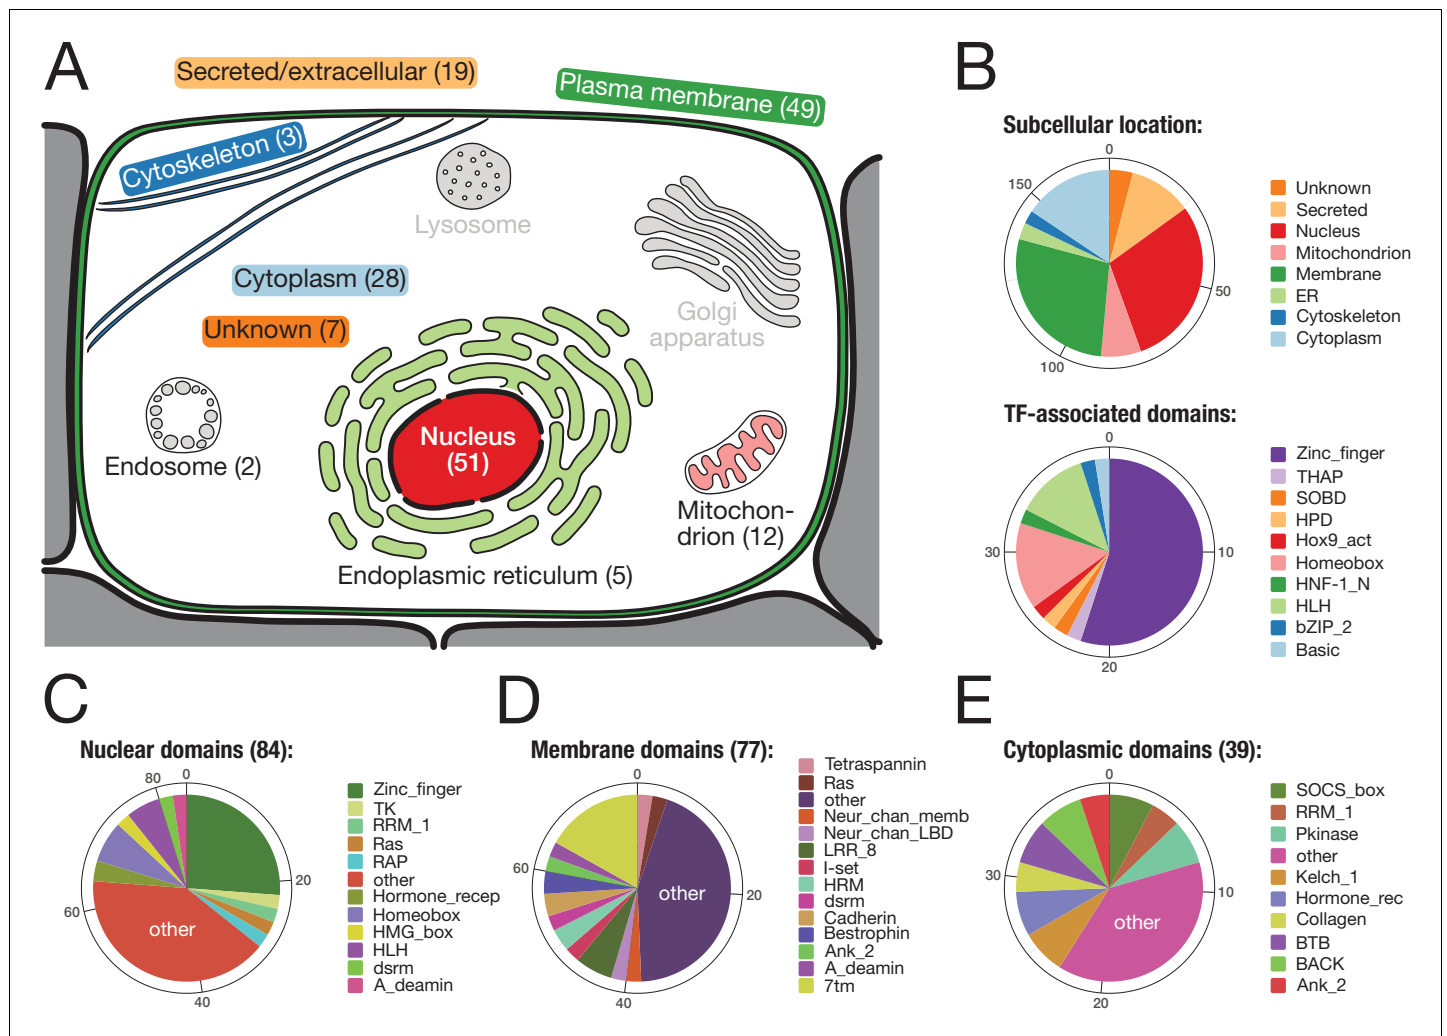 A
Secreted/extracellular (19)
Plasma membrane (49)
Cytoskeleton (3)
Lysosome
Cytoplasm (28)
Unknown (7)
Golgi
apparatus
Nucleus
(51)
Endosome (2)
Mitochon-
drion (12)
Endoplasmic reticulum (5)
B
Subcellular location:
0
50
100
150
Unknown
Secreted
Nucleus
Mitochondrion
Membrane
ER
Cytoskeleton
Cytoplasm
TF-associated domains:
0
10
20
30
Zinc_finger
THAP
SOBD
HPD
Hox9_act
Homeobox
HNF-1_N
HLH
bZIP_2
Basic
C
Nuclear domains (84):
0
20
40
60
80
other
Zinc_finger
TK
RRM_1
Ras
RAP
other
Hormone_recep
Homeobox
HMG_box
HLH
dsrm
A_deamin
D
Membrane domains (77):
0
20
40
60
other
Tetraspannin
Ras
other
Neur_chan_memb
Neur_chan_LBD
LRR_8
I-set
HRM
dsrm
Cadherin
Bestrophin
Ank_2
A_deamin
7tm
E
Cytoplasmic domains (39):
0
10
20
30
other
SOCS_box
RRM_1
Pkinase
other
Kelch_1
Hormone_rec
Collagen
BTB
BACK
Ank_2